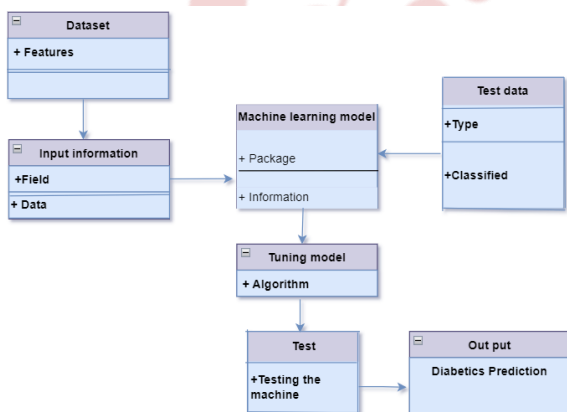 Dataset
+ Features
Test data
+Type
+Classified
Machine learning model
+ Package
+ Information
Input information
+Field
+ Data
Tuning model
+ Algorithm
Test
+Testing the
machine
Out put
Diabetics Prediction